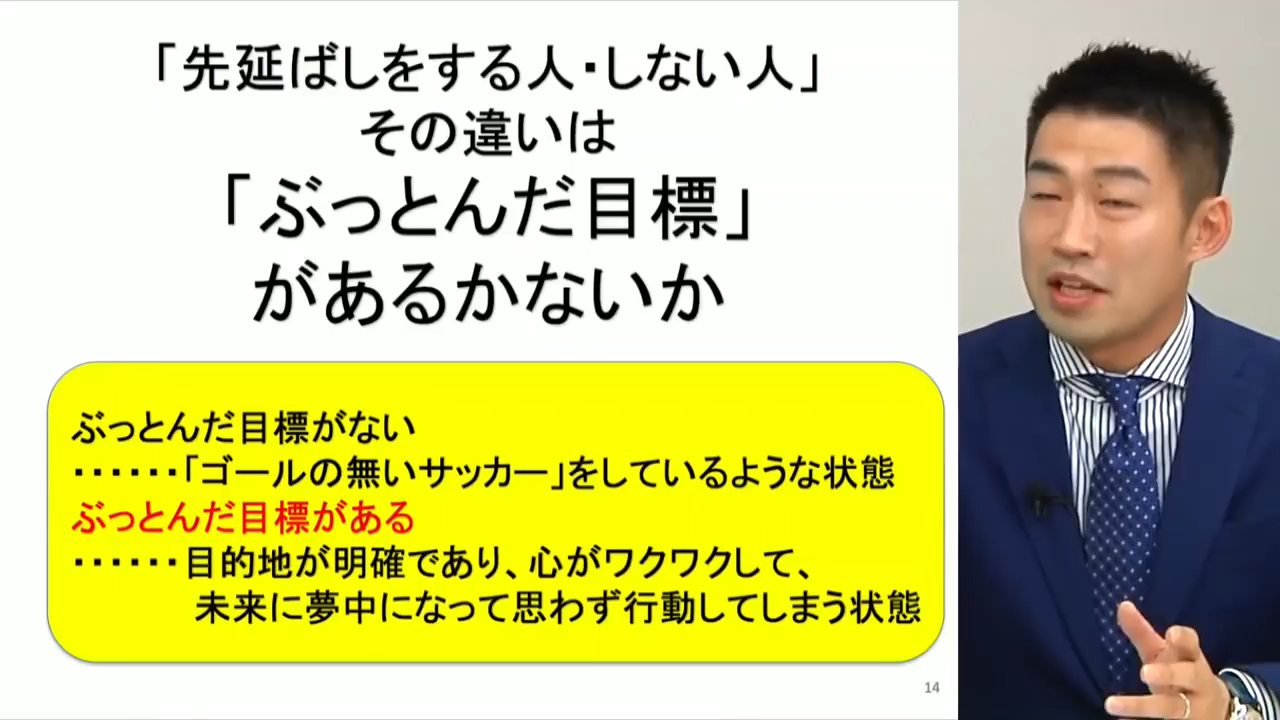 「先延ばしをする人・しない人」
その違いは
「ぶっとんだ目標」
があるかないか
ぶっとんだ目標がない
・・・・・・「ゴールの無いサッカー」をしているような状態
ぶっとんだ目標がある
・・・・・・目的地が明確であり、心がワクワクして、
未来に夢中になって思わず行動してしまう状態
14